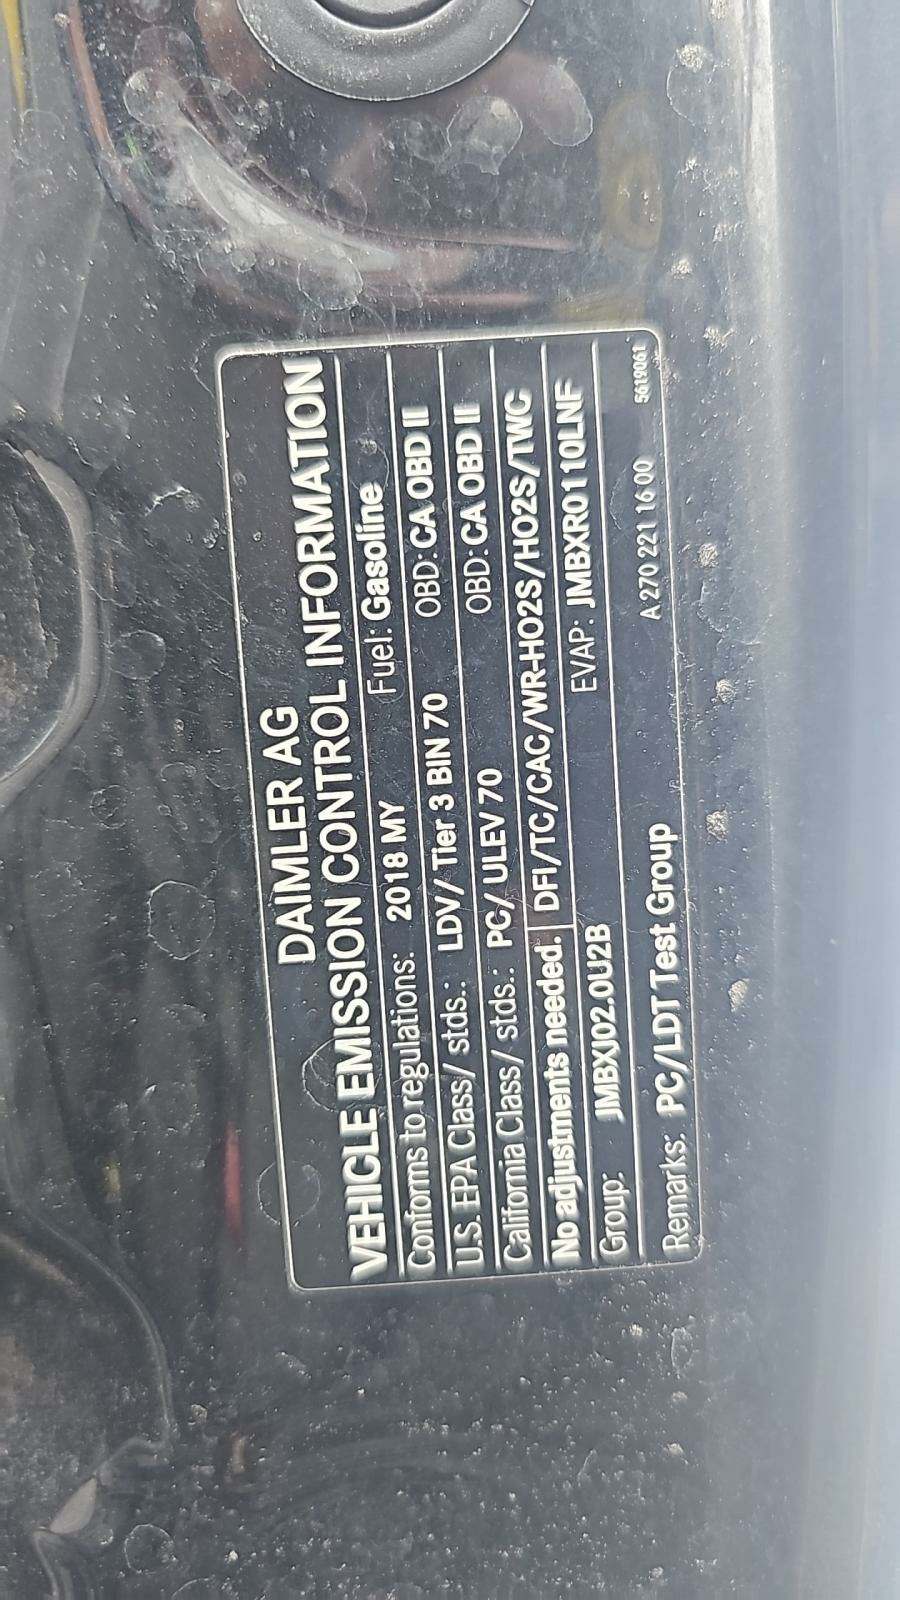 DAIMLER AG
VEHICLE EMISSION CONTROL INFORMATION
Conforms to regulations: 2018 MY Fuel: Gasoline
U.S. EPA Class/ stds.: LDV/ Tier 3 BIN 70 OBD: CA OBD II
California Class/ stds.: PC/ ULEV 70 OBD: CA OBD II
No adjustments needed. DFI/TC/CAC/WR-HO2S/HO2S/TWC
Group: JMBXJ02.0U2B EVAP: JMBXR0110LNF
Remarks: PC/LDT Test Group A 270 221 16 00 5619061